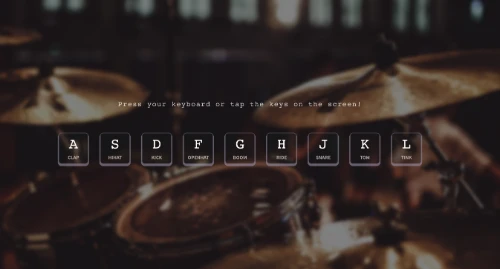 Press your keyboard or tap the keys on the screen!
A S D F G H J K L
CLAP HIHAT KICK OPENHAT BOOM RIDE SNARE TOM TINK